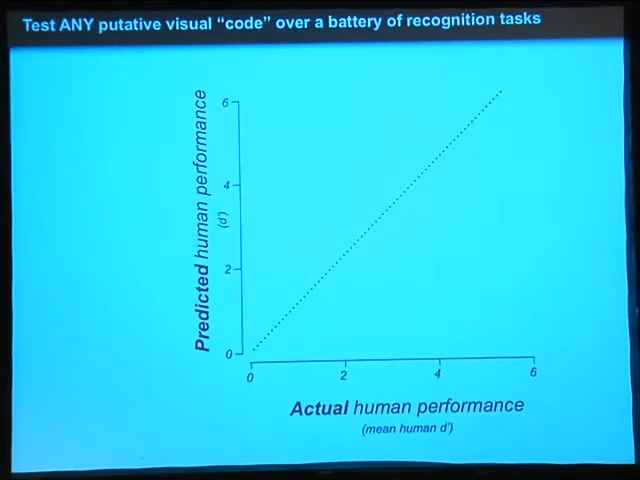 Test ANY putative visual “code” over a battery of recognition tasks
Predicted human performance
(d')
6
4
2
0
0
2
4
6
Actual human performance
(mean human d')